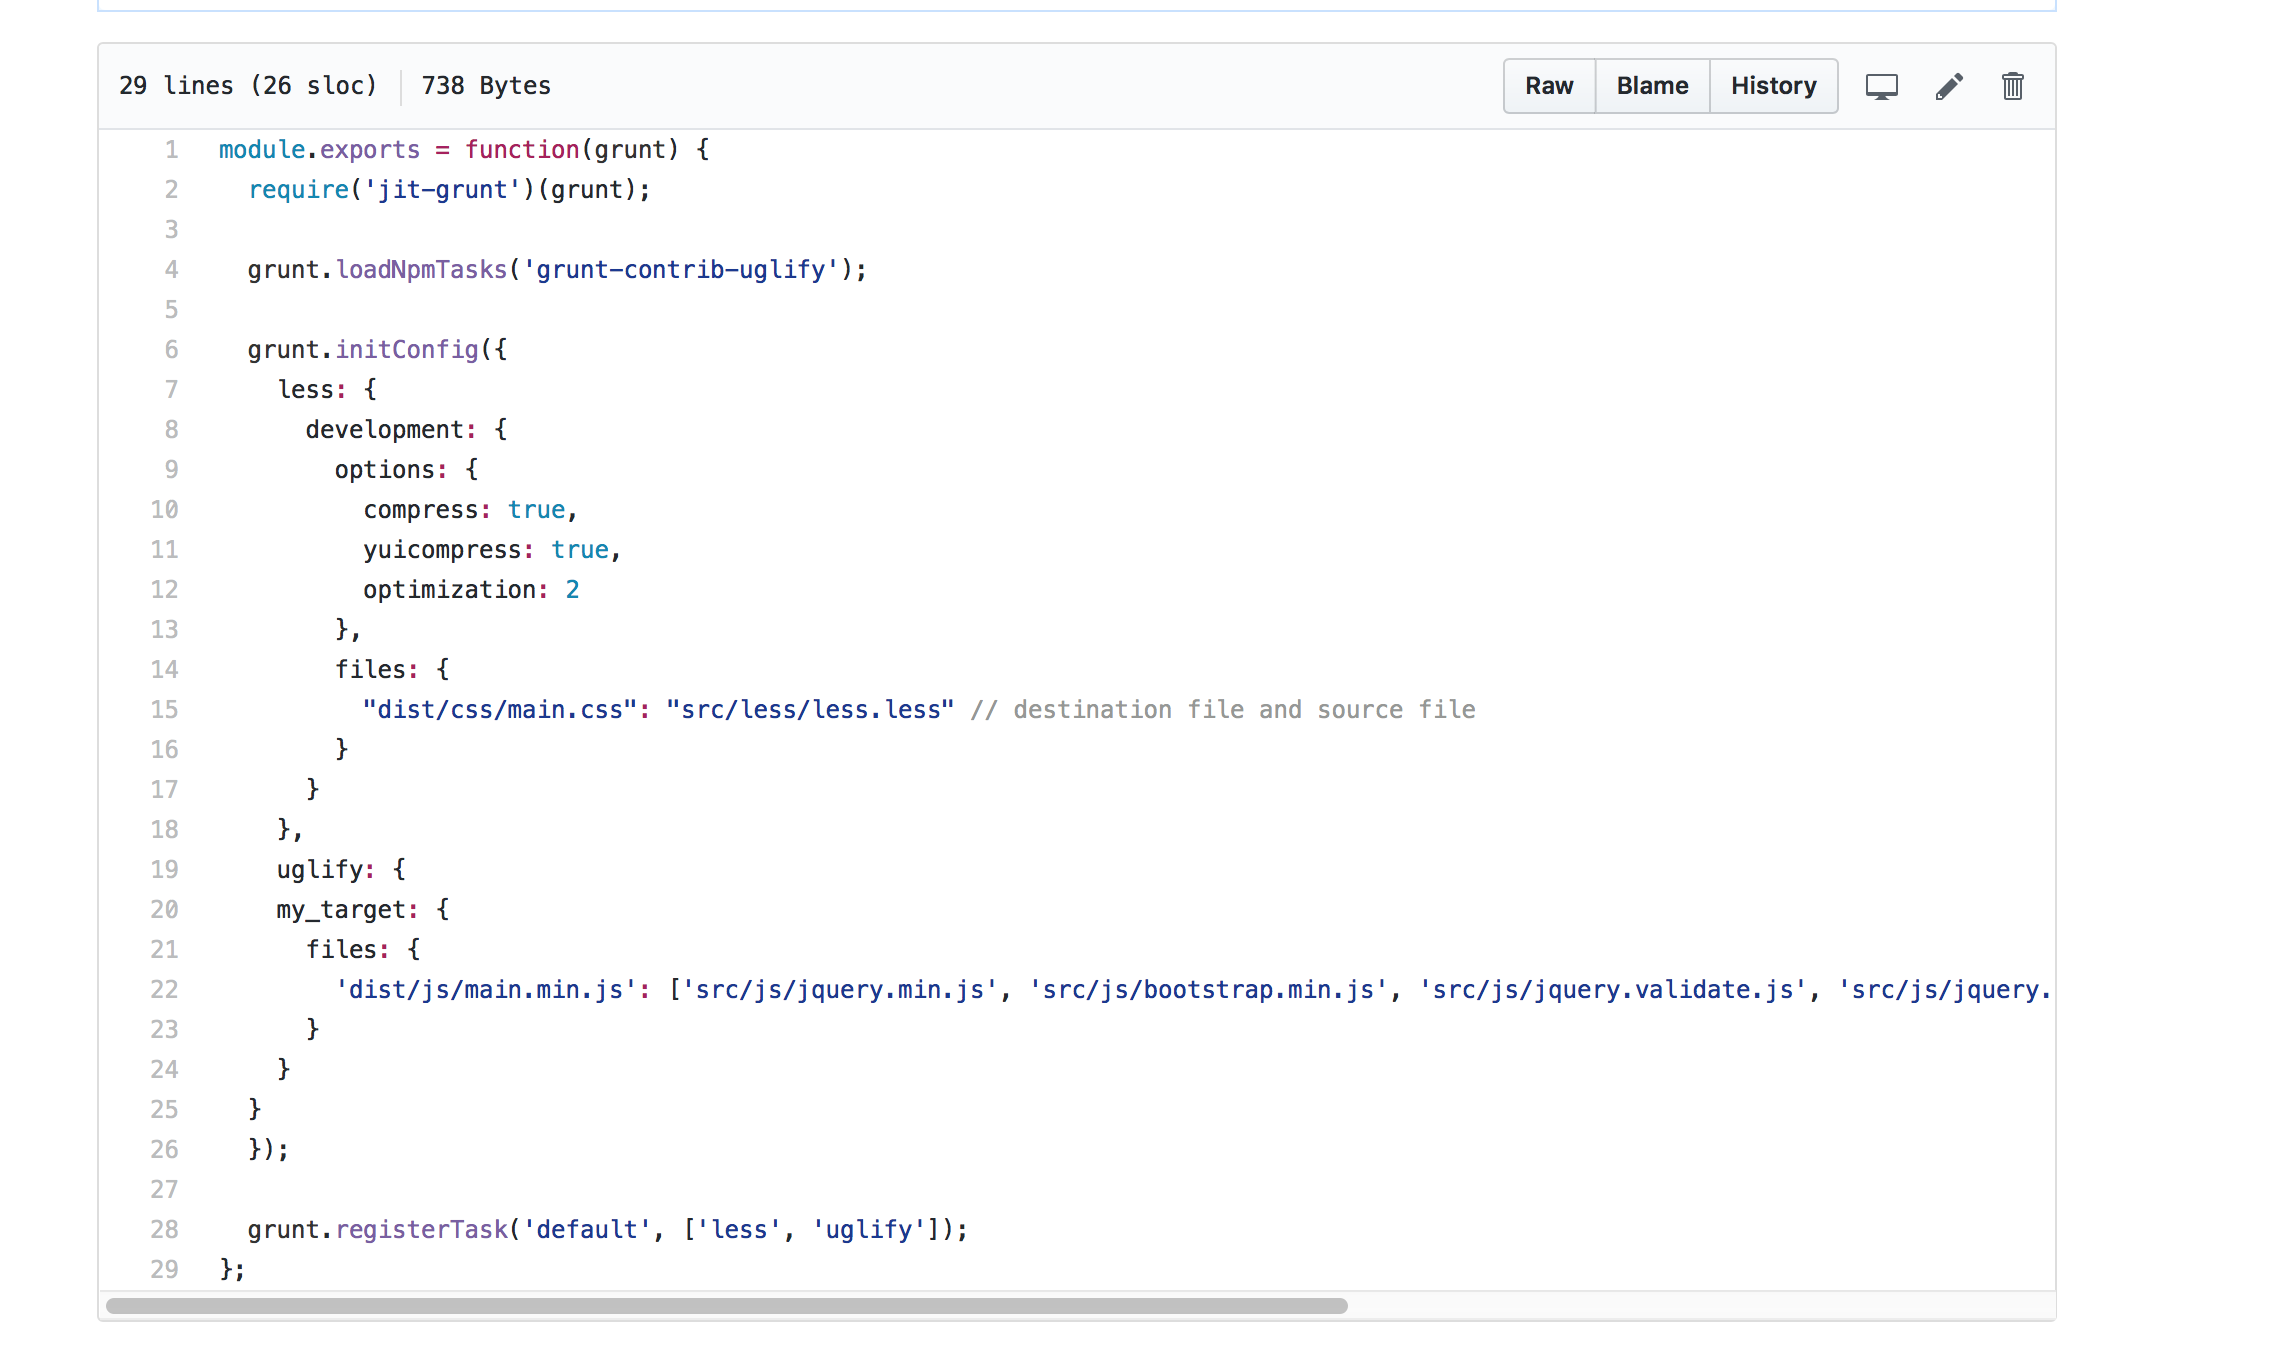 29 lines (26 sloc) 738 Bytes Raw Blame History
1 module.exports = function(grunt) {
2   require('jit-grunt')(grunt);
3
4   grunt.loadNpmTasks('grunt-contrib-uglify');
5
6   grunt.initConfig({
7     less: {
8       development: {
9         options: {
10           compress: true,
11           yuicompress: true,
12           optimization: 2
13         },
14         files: {
15           "dist/css/main.css": "src/less/less.less" // destination file and source file
16         }
17       }
18     },
19     uglify: {
20     my_target: {
21       files: {
22         'dist/js/main.min.js': ['src/js/jquery.min.js', 'src/js/bootstrap.min.js', 'src/js/jquery.validate.js', 'src/js/jquery.
23       }
24     }
25   }
26   });
27
28   grunt.registerTask('default', ['less', 'uglify']);
29 };